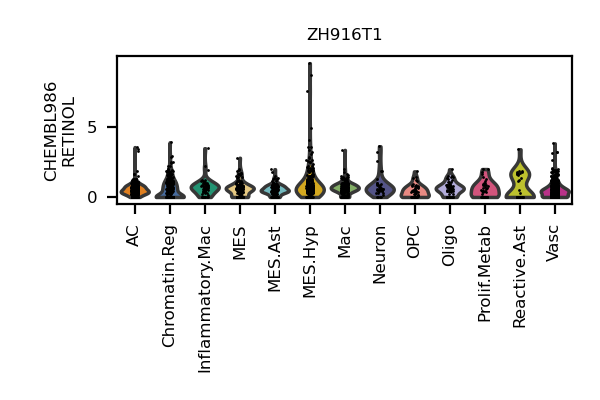 ZH916T1
CHEMBL986
RETINOL
5
0
AC
Chromatin.Reg
Inflammatory.Mac
MES
MES.Ast
MES.Hyp
Mac
Neuron
OPC
Oligo
Prolif.Metab
Reactive.Ast
Vasc